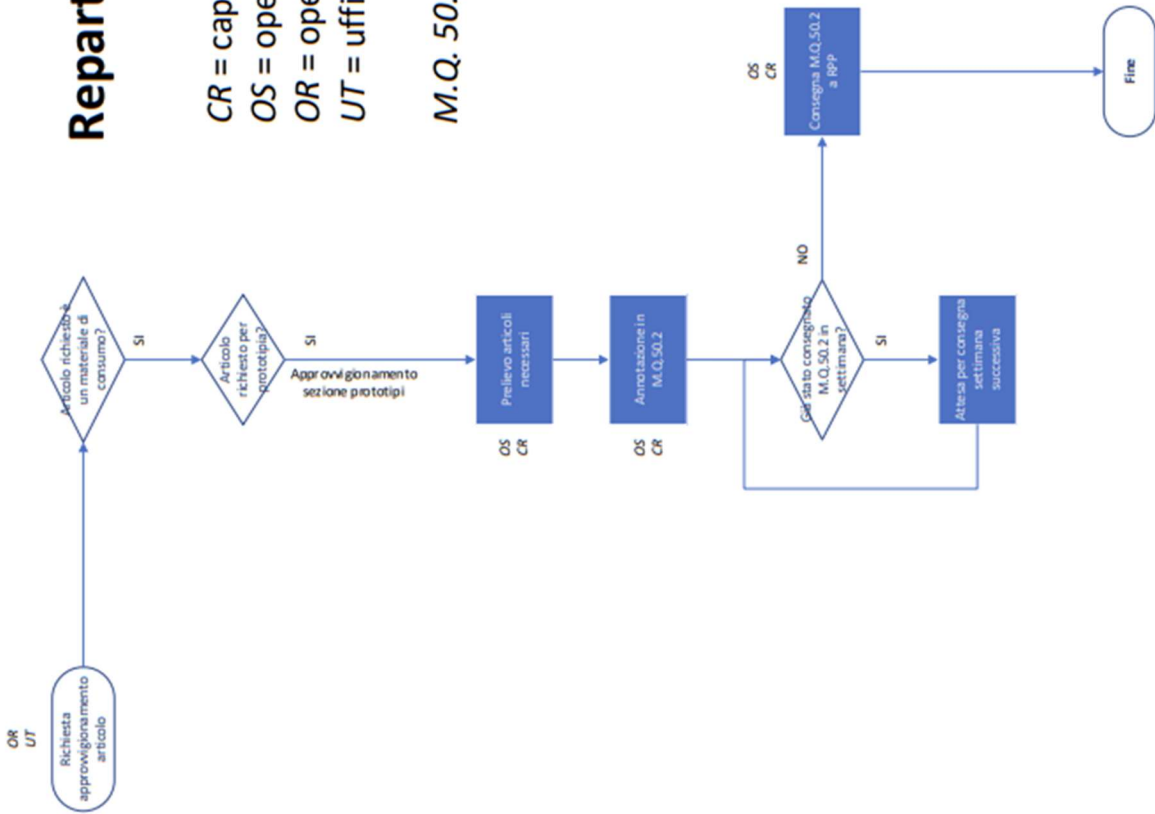 Repart
CR = cap
OS = ope
OR = ope
UT = uffi
M.Q. 50.
OR
UT
Richiesta
approvvigionamento
articolo
Articolo richiesto è
un materiale di
consumo?
SI
Articolo
richiesto per
prototipia?
SI
Approvvigionamento
sezione prototipi
OS
CR
Prelievo articoli
necessari
OS
CR
Annotazione in
M.Q.50.2
Già stato consegnato
M.Q.50.2 in
settimana?
NO
SI
Attesa per consegna
settimana
successiva
OS
CR
Consegna M.Q.50.2
a RPP
Fine